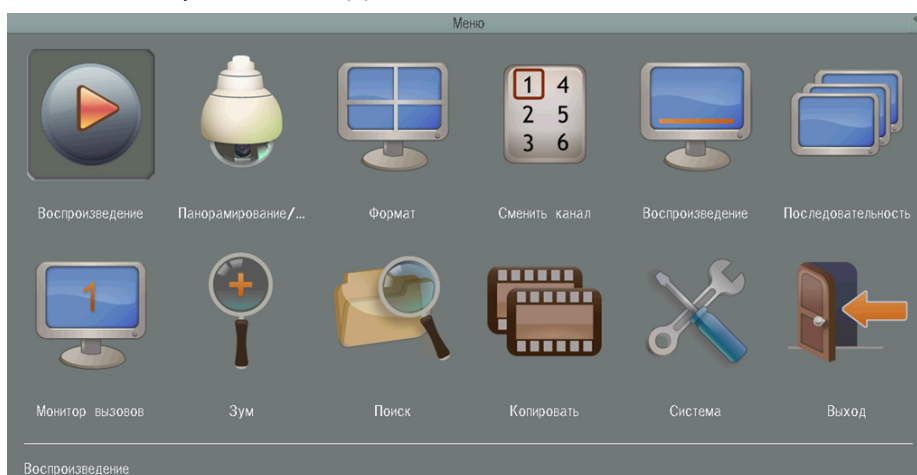 Меню
Воспроизведение Панорамирование/... Формат Сменить канал Воспроизведение Последовательность
1 4
2 5
3 6
1
Монитор вызовов Зум Поиск Копировать Система Выход
Воспроизведение